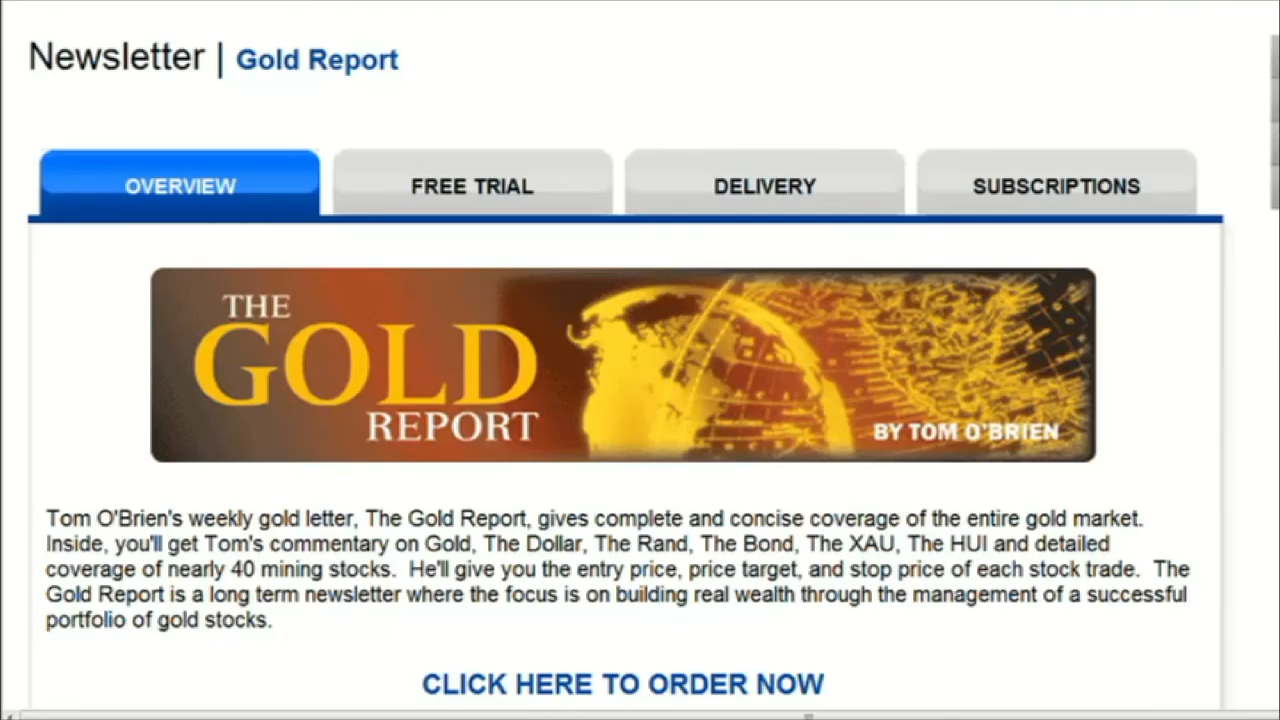 Newsletter | Gold Report
OVERVIEW FREE TRIAL DELIVERY SUBSCRIPTIONS
THE
GOLD
REPORT
BY TOM O'BRIEN
Tom O'Brien's weekly gold letter, The Gold Report, gives complete and concise coverage of the entire gold market.
Inside, you'll get Tom's commentary on Gold, The Dollar, The Rand, The Bond, The XAU, The HUI and detailed
coverage of nearly 40 mining stocks. He'll give you the entry price, price target, and stop price of each stock trade. The
Gold Report is a long term newsletter where the focus is on building real wealth through the management of a successful
portfolio of gold stocks.
CLICK HERE TO ORDER NOW